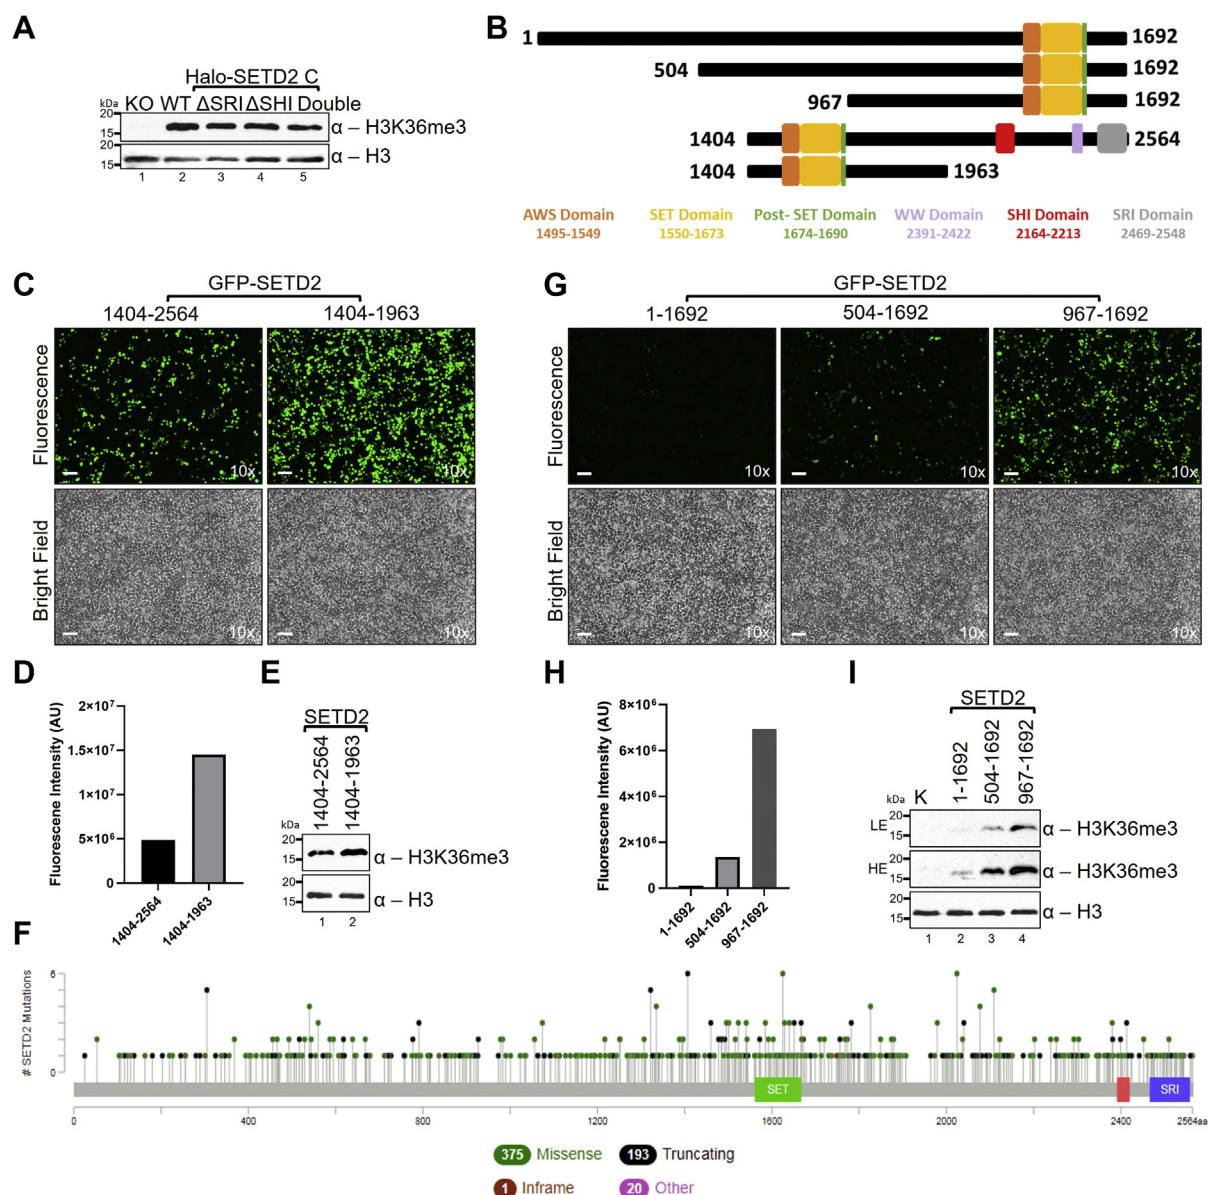 A
Halo-SETD2 C
kDa KO WT ΔSRI ΔSHI Double
20
15
α – H3K36me3
20
15
α – H3
1 2 3 4 5
B
1 1692
504 1692
967 1692
1404 2564
1404 1963
AWS Domain SET Domain Post- SET Domain WW Domain SHI Domain SRI Domain
1495-1549 1550-1673 1674-1690 2391-2422 2164-2213 2469-2548
C
GFP-SETD2
1404-2564 1404-1963
Fluorescence
10x 10x
Bright Field
10x 10x
G
GFP-SETD2
1-1692 504-1692 967-1692
Fluorescence
10x 10x 10x
Bright Field
10x 10x 10x
D
Fluorescene Intensity (AU)
2×10⁷
1.5×10⁷
1×10⁷
5×10⁶
0
1404-2564 1404-1963
E
SETD2
1404-2564 1404-1963
kDa
20
15
α – H3K36me3
20
15
α – H3
1 2
H
Fluorescene Intensity (AU)
8×10⁶
6×10⁶
4×10⁶
2×10⁶
0
1-1692 504-1692 967-1692
I
SETD2
kDa K 1-1692 504-1692 967-1692
LE
20
15
α – H3K36me3
HE
20
15
α – H3K36me3
20
15
α – H3
1 2 3 4
F
# SETD2 Mutations
6
0
SET SRI
0 400 800 1200 1600 2000 2400 2564aa
375 Missense 193 Truncating
1 Inframe 20 Other